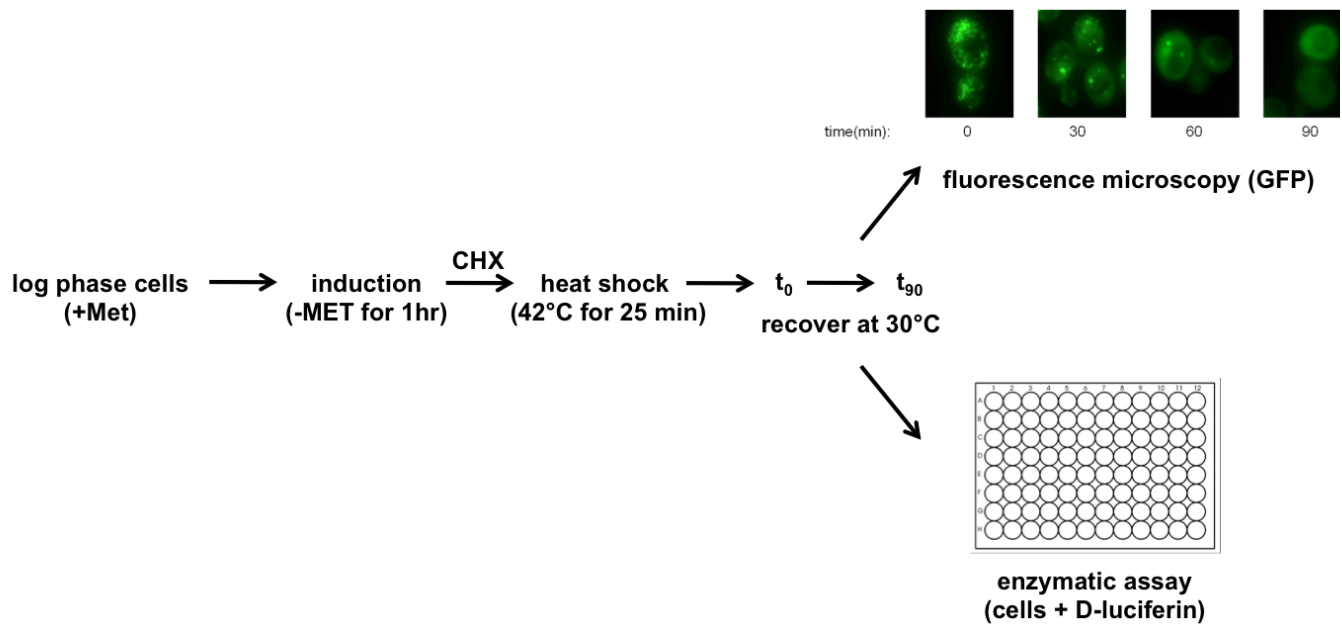 time(min):
0
30
60
90
fluorescence microscopy (GFP)
log phase cells
(+Met)
induction
(-MET for 1hr)
CHX
heat shock
(42°C for 25 min)
t0
t90
recover at 30°C
1 2 3 4 5 6 7 8 9 10 11 12
A
B
C
D
E
F
G
H
enzymatic assay
(cells + D-luciferin)